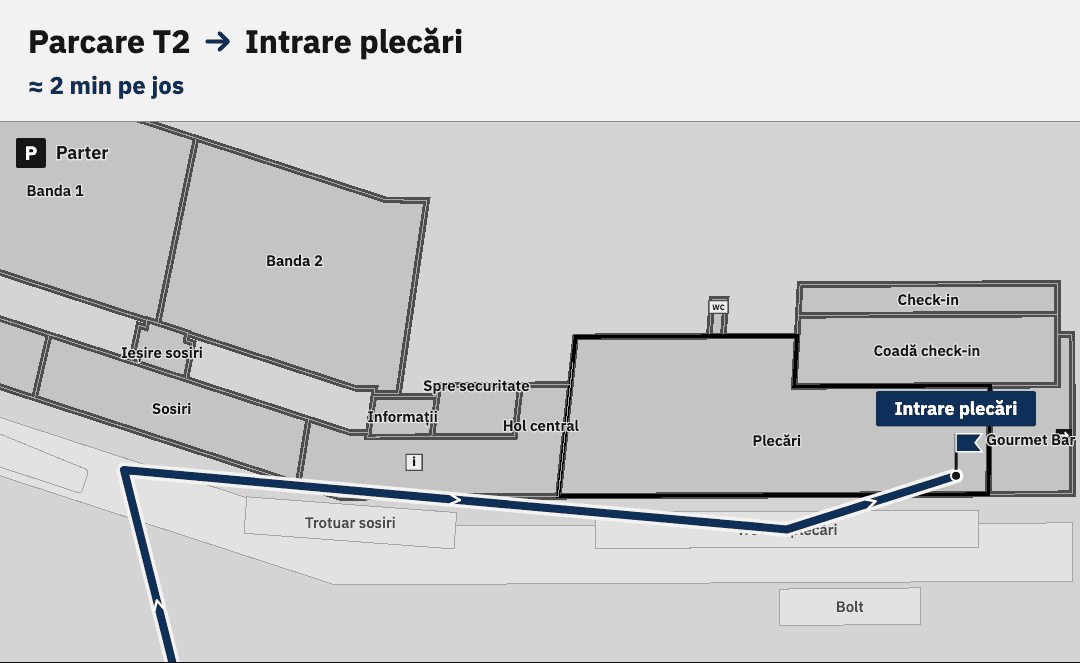 Parcare T2 → Intrare plecări
≈ 2 min pe jos
P Parter
Banda 1
Banda 2
Ieșire sosiri
Sosiri
Informații
Spre securitate
Hol central
i
wc
Check-in
Coadă check-in
Plecări
Intrare plecări
Gourmet Bar
Trotuar sosiri
plecări
Bolt